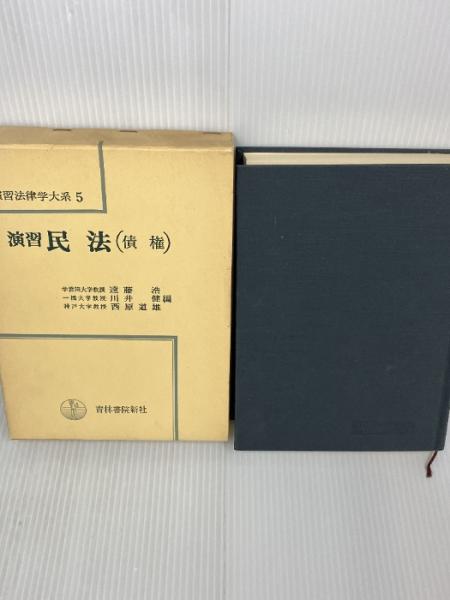 演習法律学大系 5
演習 民法(債権)
学習院大学教授 遠藤 浩
一橋大学教授 川井 健 編
神戸大学教授 西原道雄
青林書院新社